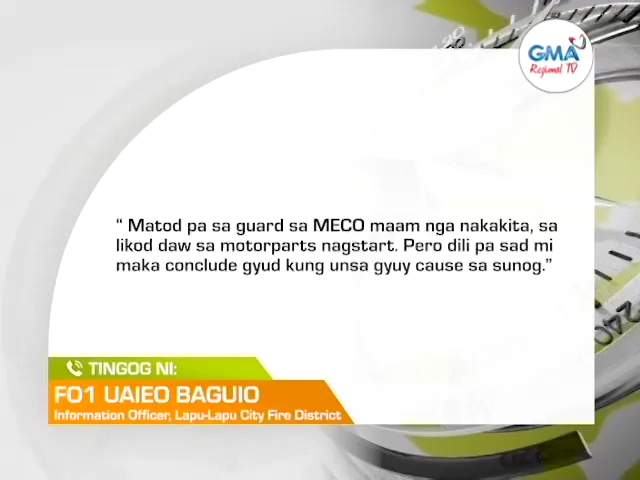 GMA
Regional TV
“ Matod pa sa guard sa MECO maam nga nakakita, sa
likod daw sa motorparts nagstart. Pero dili pa sad mi
maka conclude gyud kung unsa gyuy cause sa sunog.”
TINGOG NI:
FO1 UAIEO BAGUIO
Information Officer, Lapu-Lapu City Fire District
240